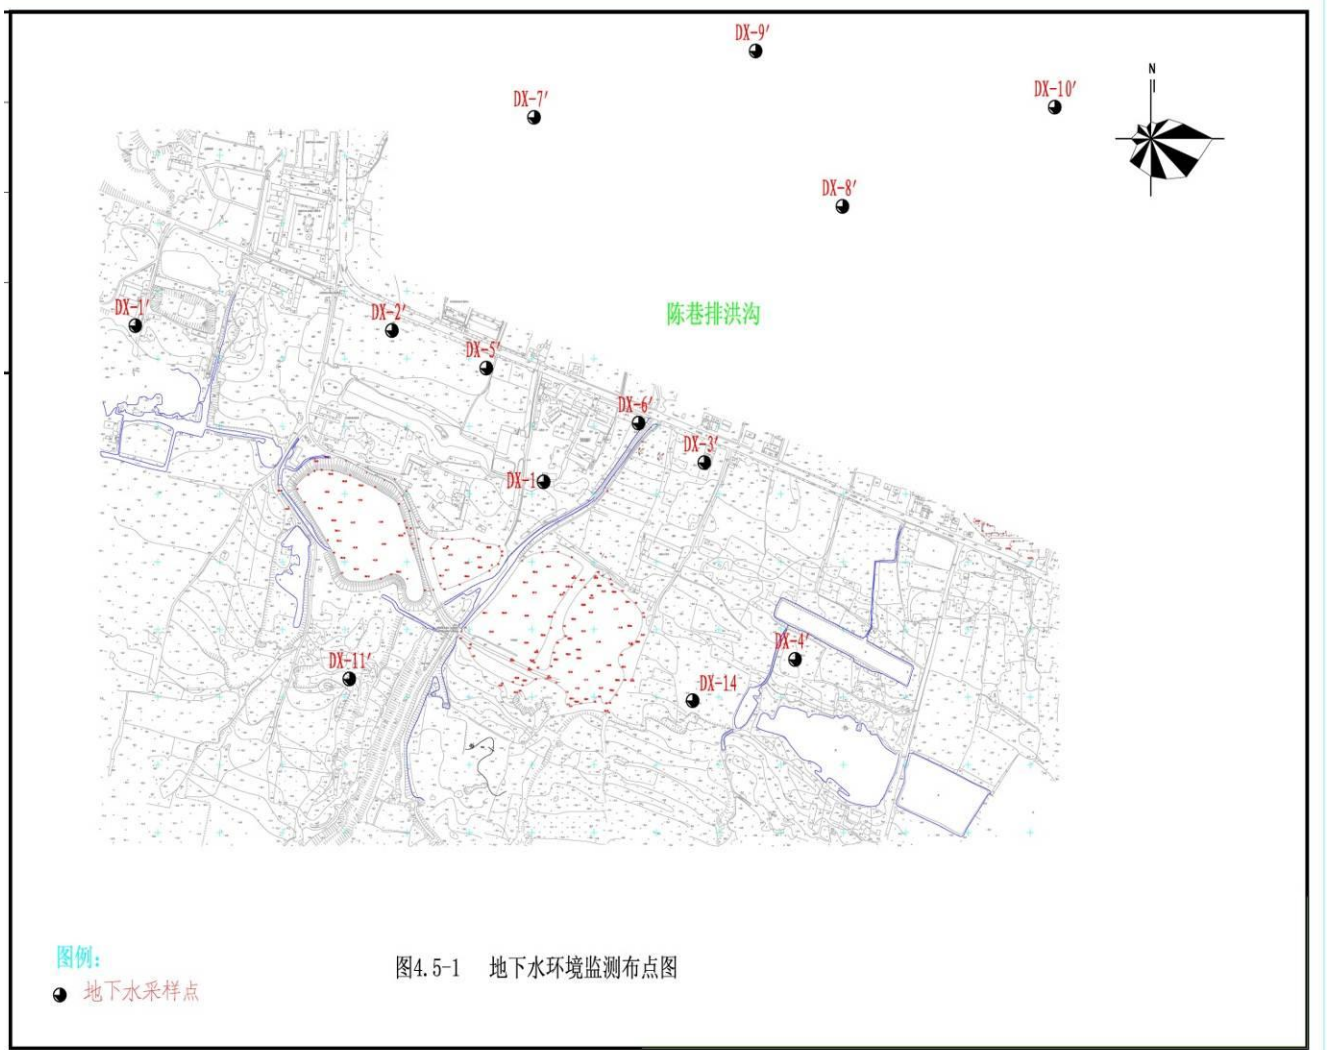 DX-9′
N
DX-10′
DX-7′
DX-8′
DX-1′
DX-2′
陈巷排洪沟
DX-5′
DX-6′
DX-3′
DX-1
DX-4′
DX-11′
DX-14
图例:
图4.5-1 地下水环境监测布点图
地下水采样点